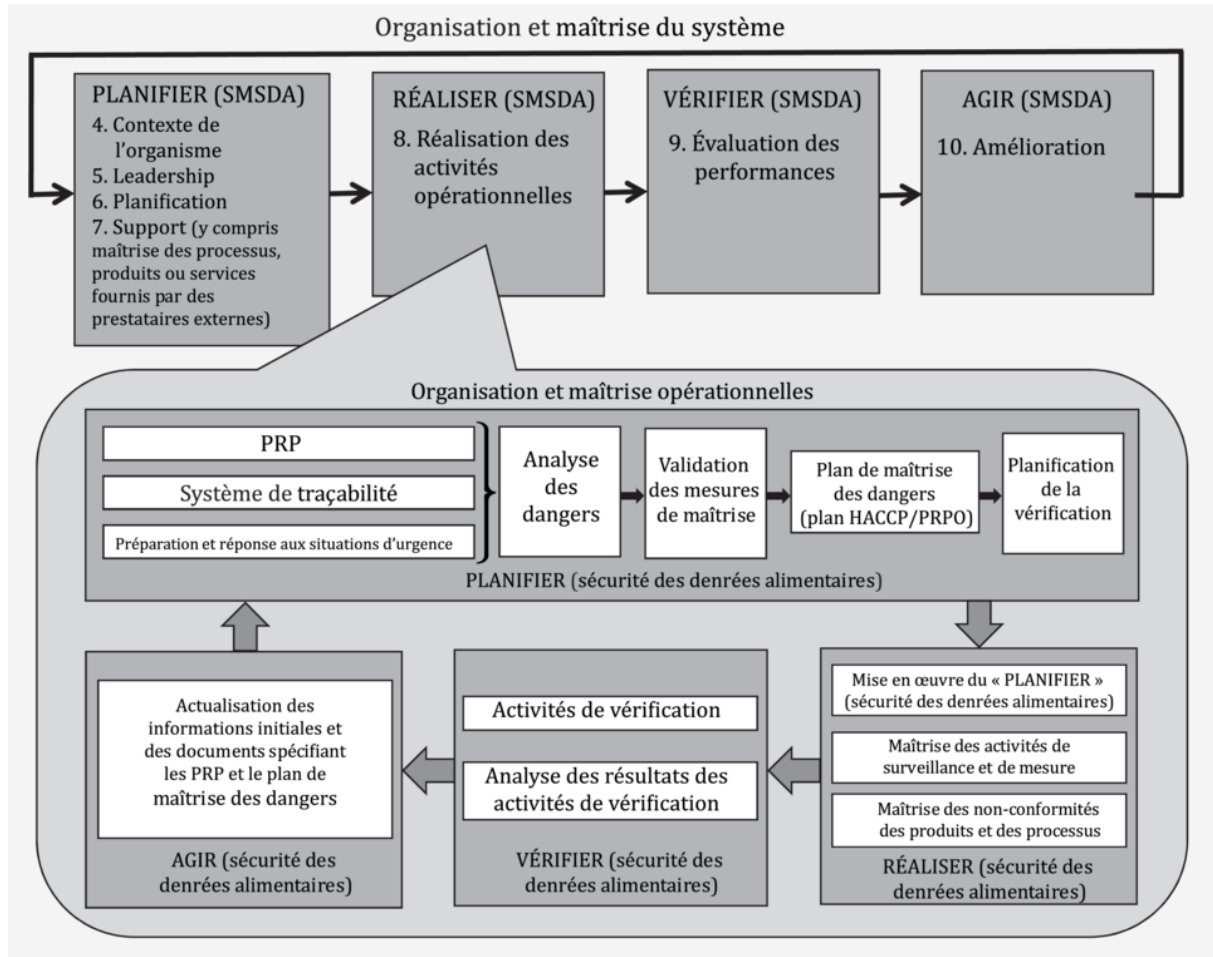 Organisation et maîtrise du système
PLANIFIER (SMSDA)
4. Contexte de
l’organisme
5. Leadership
6. Planification
7. Support (y compris
maîtrise des processus,
produits ou services
fournis par des
prestataires externes)
RÉALISER (SMSDA)
8. Réalisation des
activités
opérationnelles
VÉRIFIER (SMSDA)
9. Évaluation des
performances
AGIR (SMSDA)
10. Amélioration
Organisation et maîtrise opérationnelles
PRP
Système de traçabilité
Préparation et réponse aux situations d’urgence
Analyse
des
dangers
Validation
des mesures
de maîtrise
Plan de maîtrise
des dangers
(plan HACCP/PRPO)
Planification
de la
vérification
PLANIFIER (sécurité des denrées alimentaires)
Actualisation des
informations initiales et
des documents spécifiant
les PRP et le plan de
maîtrise des dangers
AGIR (sécurité des
denrées alimentaires)
Activités de vérification
Analyse des résultats des
activités de vérification
VÉRIFIER (sécurité des
denrées alimentaires)
Mise en œuvre du « PLANIFIER »
(sécurité des denrées alimentaires)
Maîtrise des activités de
surveillance et de mesure
Maîtrise des non-conformités
des produits et des processus
RÉALISER (sécurité des
denrées alimentaires)